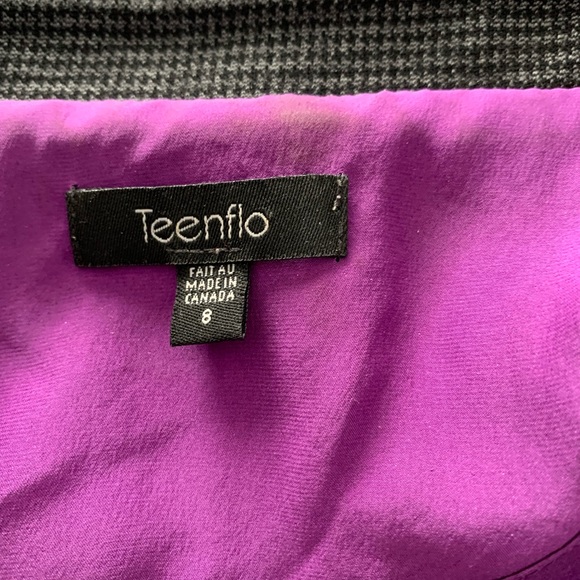 Teenflo
FAIT AU
MADE IN
CANADA
8